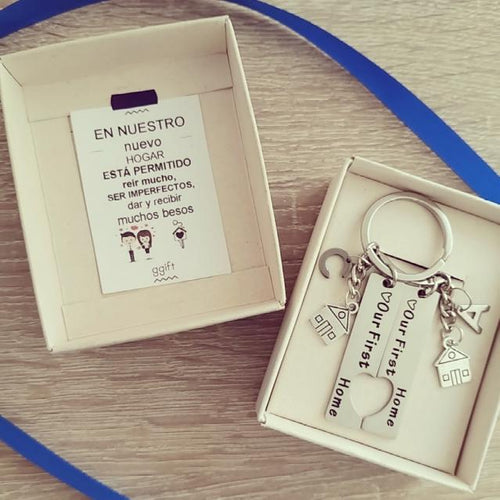 EN NUESTRO
nuevo
HOGAR
ESTÁ PERMITIDO
reir mucho,
SER IMPERFECTOS,
dar y recibir
muchos besos
ggift
C
Our First Home
Our First Home
A